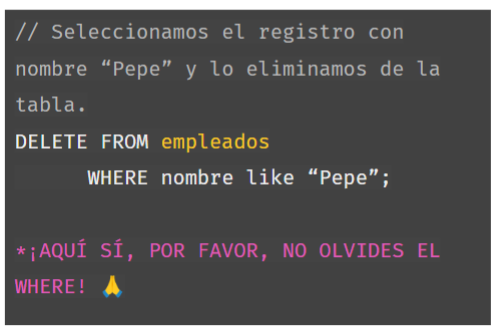 // Seleccionamos el registro con
nombre “Pepe” y lo eliminamos de la
tabla.
DELETE FROM empleados
WHERE nombre like “Pepe”;
*¡AQUÍ SÍ, POR FAVOR, NO OLVIDES EL
WHERE! 🙏